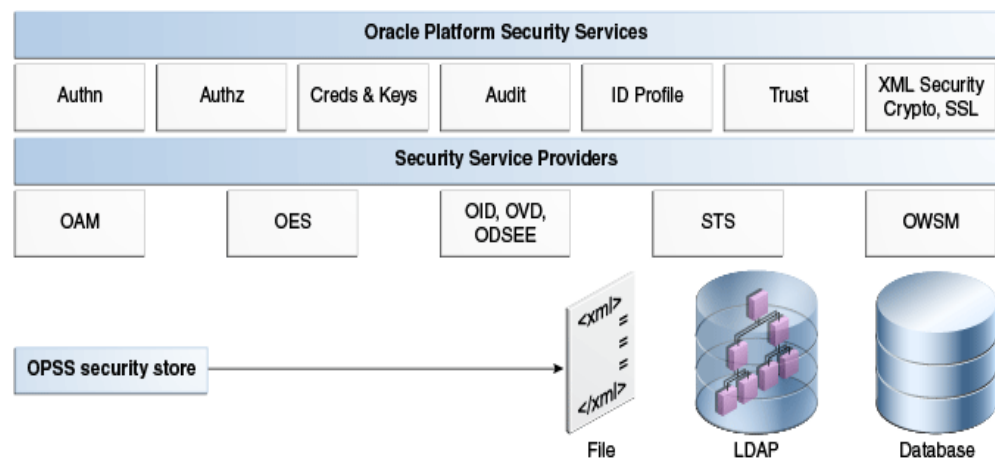 Oracle Platform Security Services
Authn
Authz
Creds & Keys
Audit
ID Profile
Trust
XML Security
Crypto, SSL
Security Service Providers
OAM
OES
OID, OVD,
ODSEE
STS
OWSM
OPSS security store
<xml>
=
=
=
=
</xml>
File
LDAP
Database